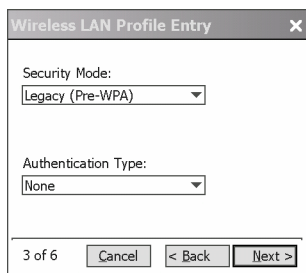 Wireless LAN Profile Entry
Security Mode:
Legacy (Pre-WPA)
Authentication Type:
None
3 of 6 Cancel < Back Next >